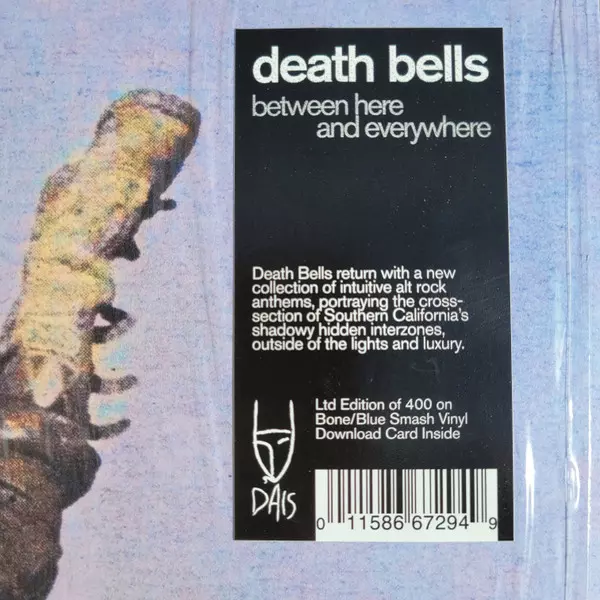 death bells
between here
and everywhere
Death Bells return with a new
collection of intuitive alt rock
anthems, portraying the cross-
section of Southern California's
shadowy hidden interzones,
outside of the lights and luxury.
Ltd Edition of 400 on
Bone/Blue Smash Vinyl
Download Card Inside
DAIS
0 11586 67294 9